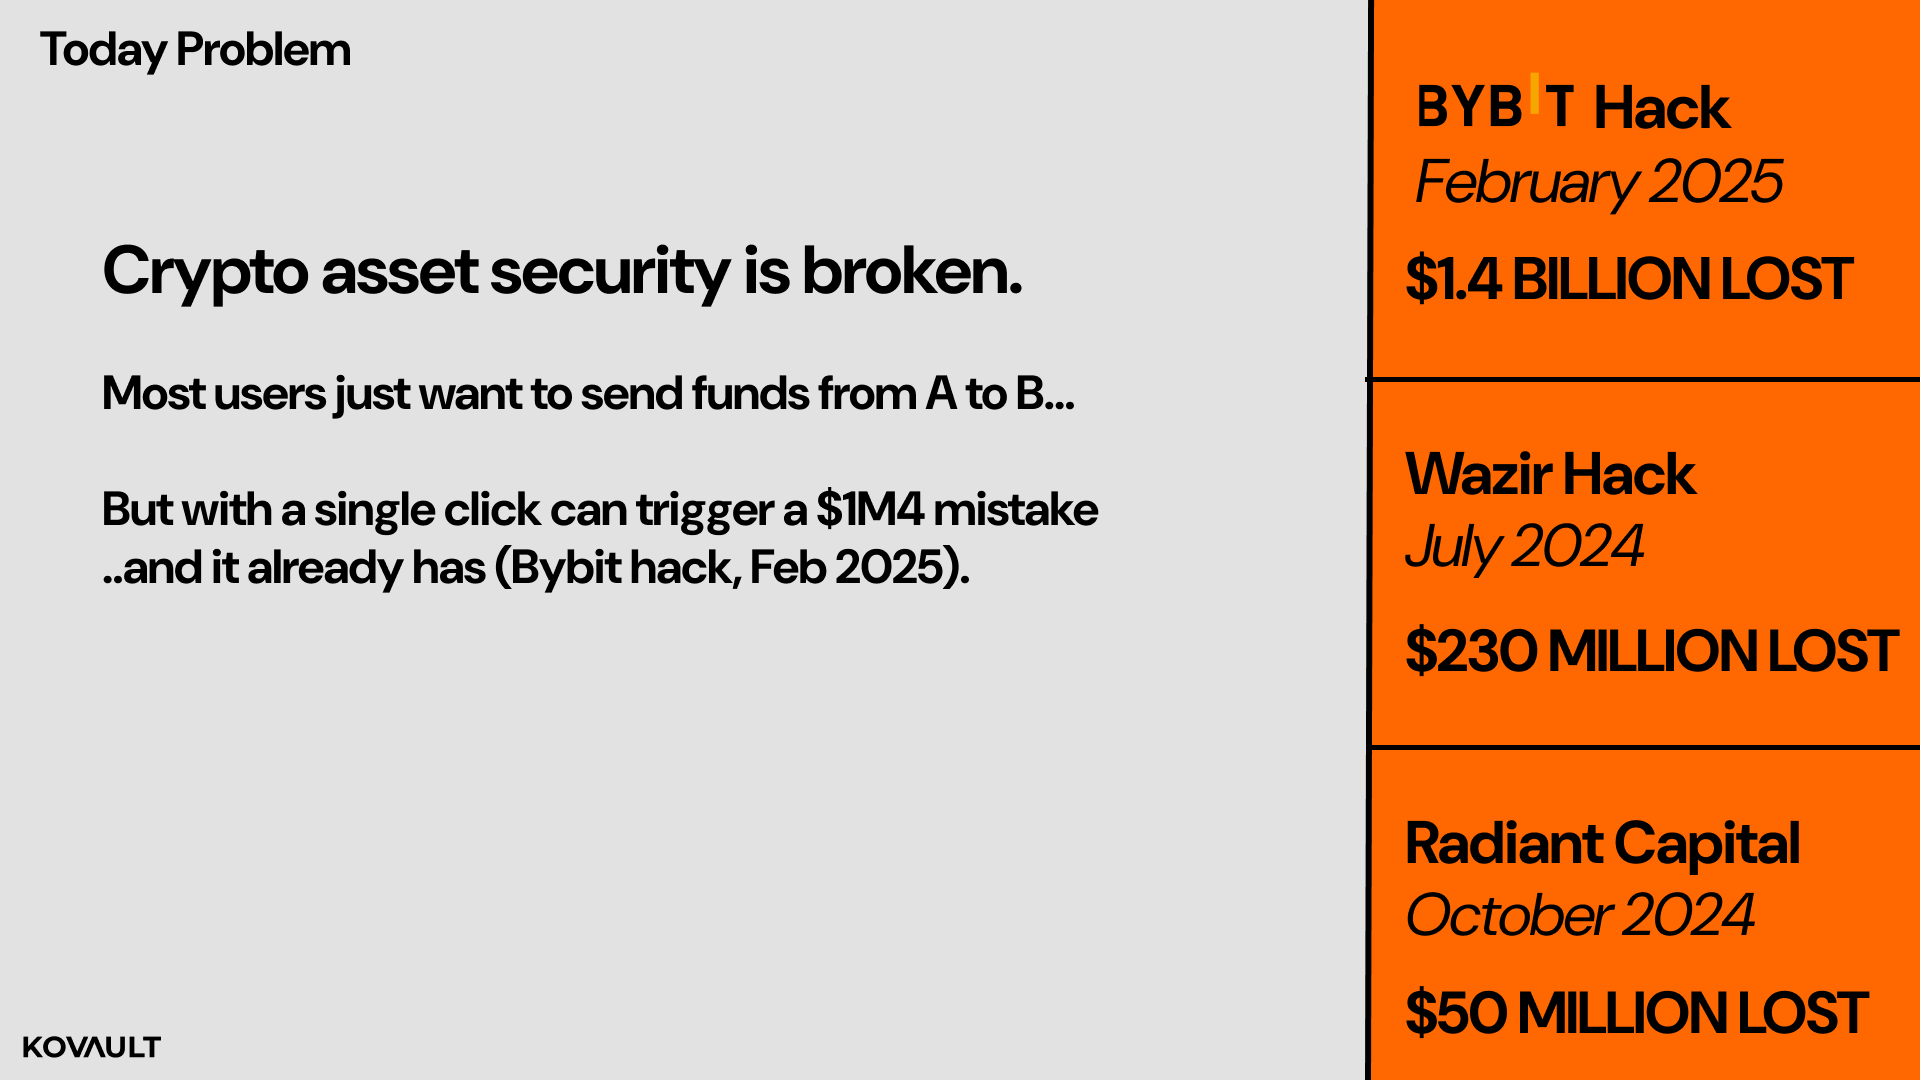 Today Problem
Crypto asset security is broken.
Most users just want to send funds from A to B...
But with a single click can trigger a $1M4 mistake
..and it already has (Bybit hack, Feb 2025).
KOVAULT
BYBIT Hack
February 2025
$1.4 BILLION LOST
Wazir Hack
July 2024
$230 MILLION LOST
Radiant Capital
October 2024
$50 MILLION LOST